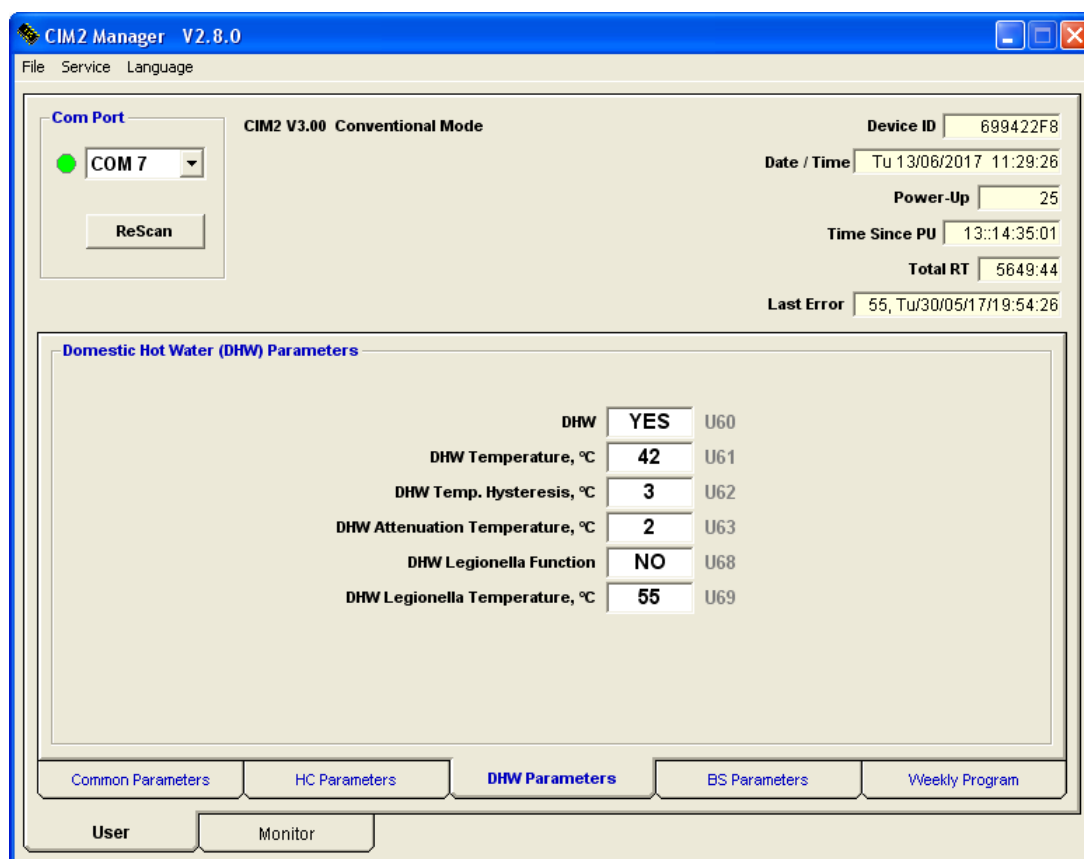 CIM2 Manager V2.8.0
File Service Language
Com Port
COM 7
ReScan
CIM2 V3.00 Conventional Mode
Device ID 699422F8
Date / Time Tu 13/06/2017 11:29:26
Power-Up 25
Time Since PU 13::14:35:01
Total RT 5649:44
Last Error 55, Tu/30/05/17/19:54:26
Domestic Hot Water (DHW) Parameters
DHW YES U60
DHW Temperature, ºC 42 U61
DHW Temp. Hysteresis, ºC 3 U62
DHW Attenuation Temperature, ºC 2 U63
DHW Legionella Function NO U68
DHW Legionella Temperature, ºC 55 U69
Common Parameters HC Parameters DHW Parameters BS Parameters Weekly Program
User Monitor